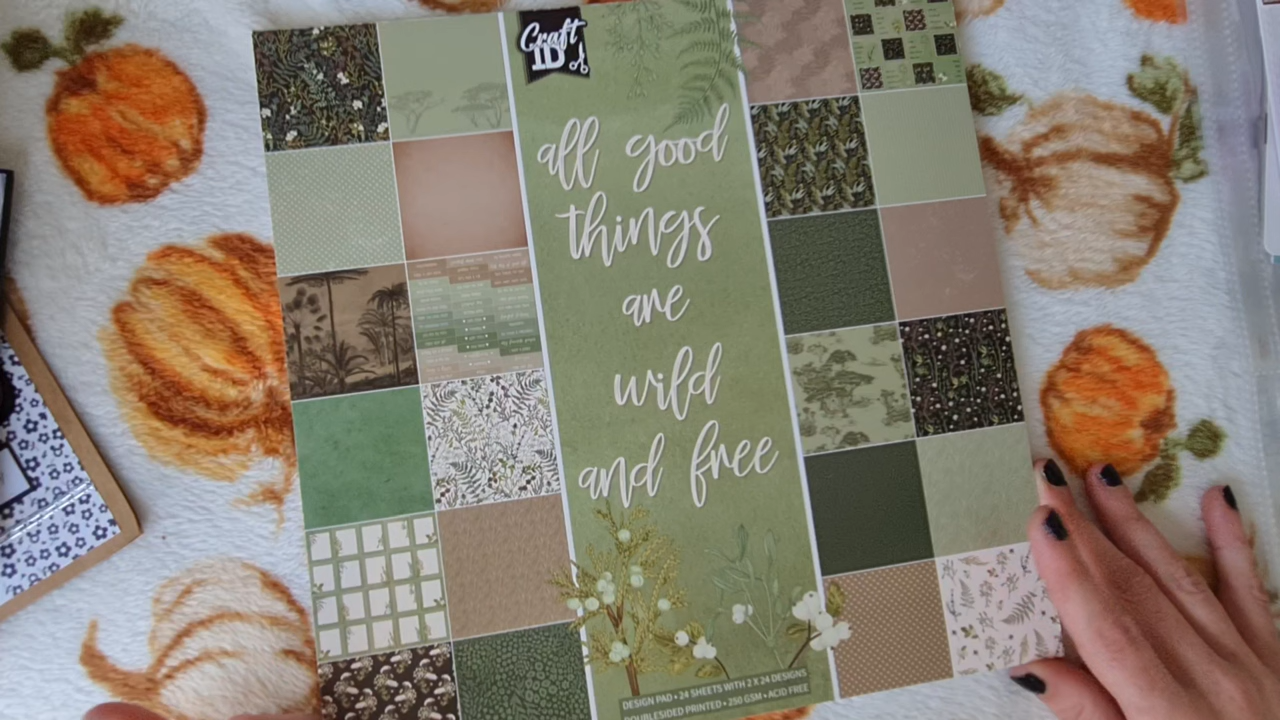 Craft
ID
all good
things
are
wild
and free
DESIGN PAD • 24 SHEETS WITH 2 X 24 DESIGNS
DOUBLESIDED PRINTED • 250 GSM • ACID FREE